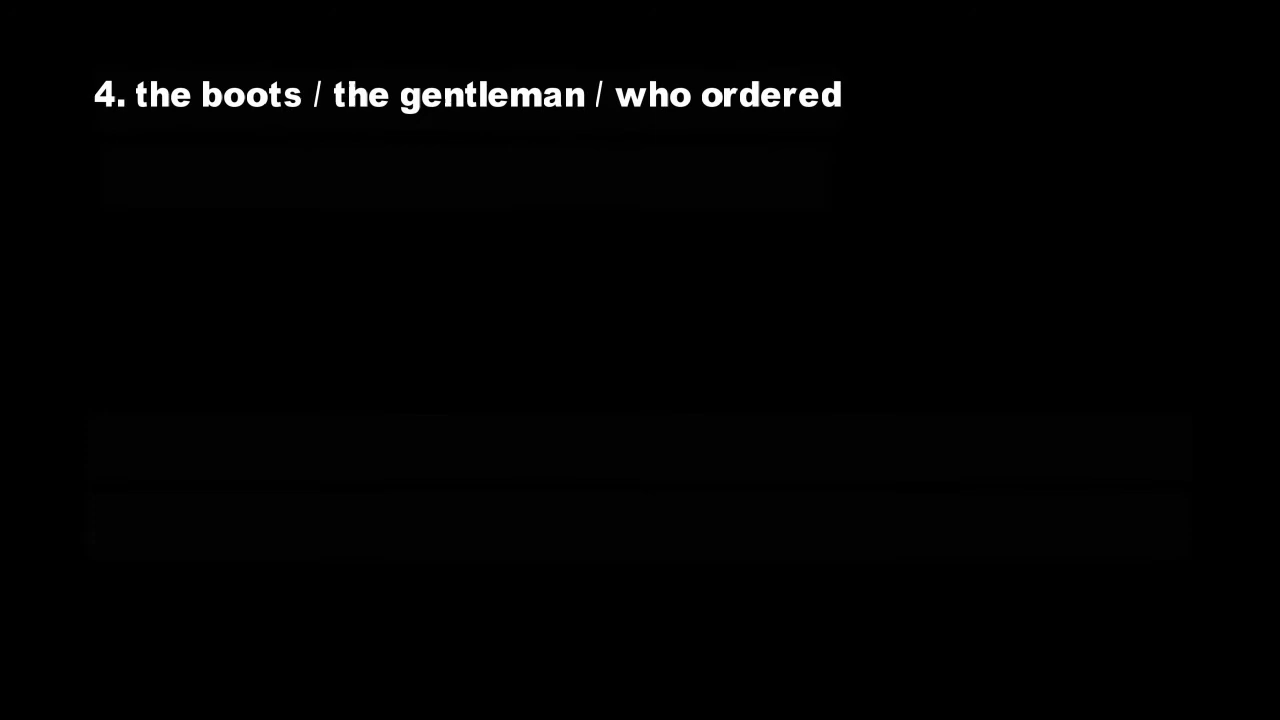 4. the boots / the gentleman / who ordered